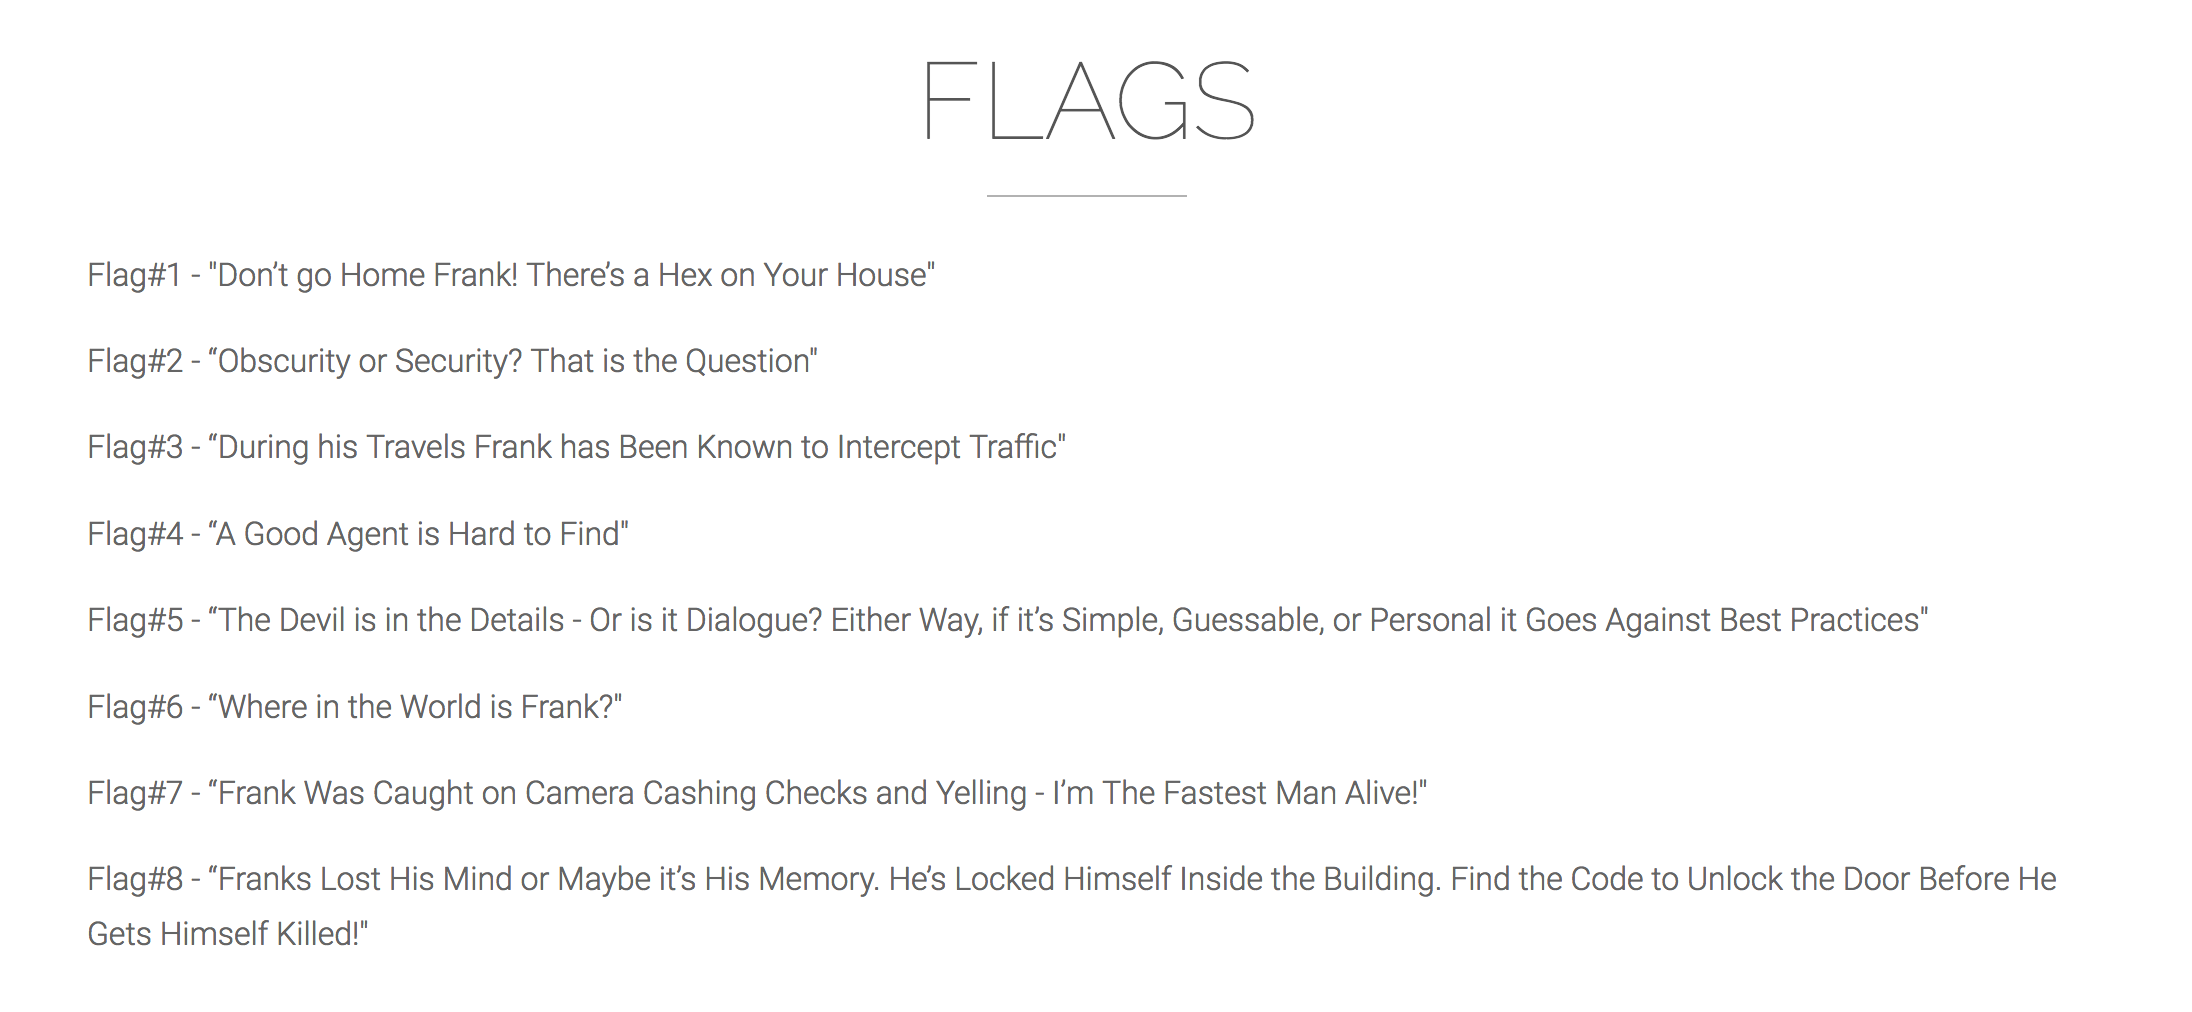 FLAGS
Flag#1 - "Don’t go Home Frank! There’s a Hex on Your House"
Flag#2 - “Obscurity or Security? That is the Question"
Flag#3 - “During his Travels Frank has Been Known to Intercept Traffic"
Flag#4 - “A Good Agent is Hard to Find"
Flag#5 - “The Devil is in the Details - Or is it Dialogue? Either Way, if it’s Simple, Guessable, or Personal it Goes Against Best Practices"
Flag#6 - “Where in the World is Frank?"
Flag#7 - “Frank Was Caught on Camera Cashing Checks and Yelling - I’m The Fastest Man Alive!"
Flag#8 - “Franks Lost His Mind or Maybe it’s His Memory. He’s Locked Himself Inside the Building. Find the Code to Unlock the Door Before He
Gets Himself Killed!"